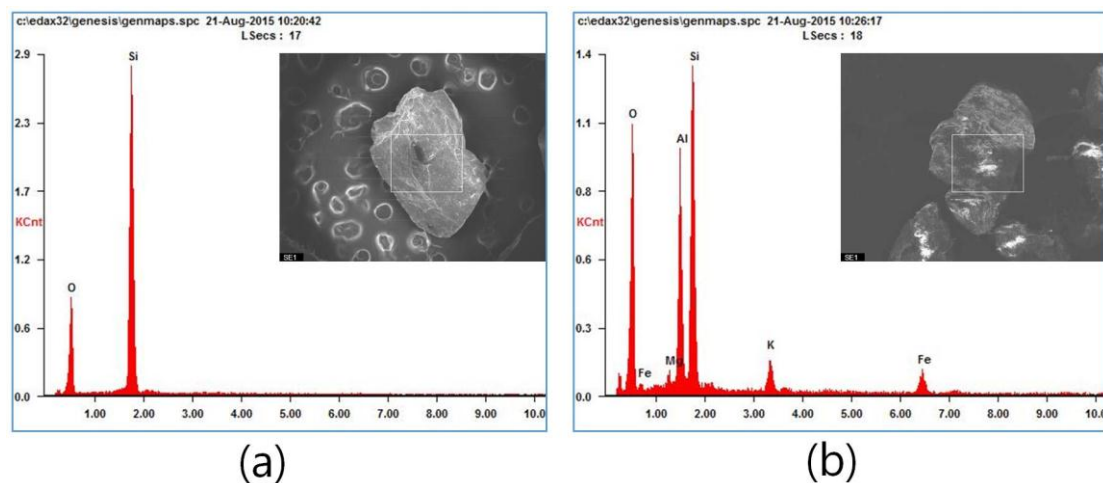 c:\edax32\genesis\genmaps.spc 21-Aug-2015 10:20:42
LSecs : 17
2.9
Si
2.3
1.7
KCnt
1.2
SE1
O
0.6
0.0
1.00 2.00 3.00 4.00 5.00 6.00 7.00 8.00 9.00 10.0
(a)
c:\edax32\genesis\genmaps.spc 21-Aug-2015 10:26:17
LSecs : 18
1.4
Si
O
1.1
Al
0.8
KCnt
0.6
SE1
0.3
K
Fe Mg Fe
0.0
1.00 2.00 3.00 4.00 5.00 6.00 7.00 8.00 9.00 10.0
(b)